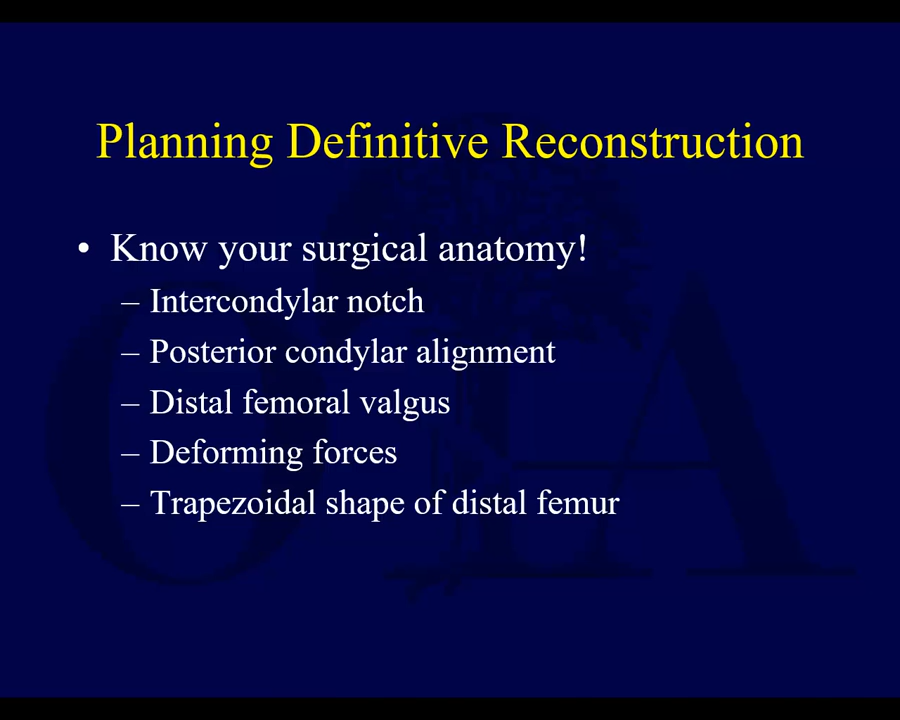 Planning Definitive Reconstruction
• Know your surgical anatomy!
– Intercondylar notch
– Posterior condylar alignment
– Distal femoral valgus
– Deforming forces
– Trapezoidal shape of distal femur
OTA